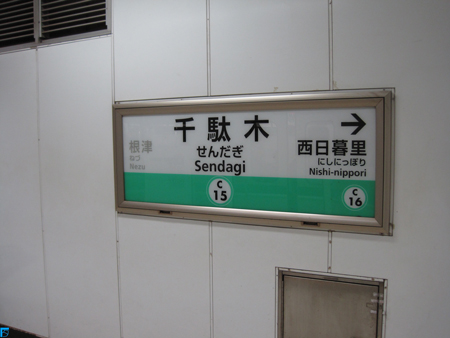 千駄木
せんだぎ
Sendagi
C
15
根津
ねづ
Nezu
→
西日暮里
にしにっぽり
Nishi-nippori
C
16